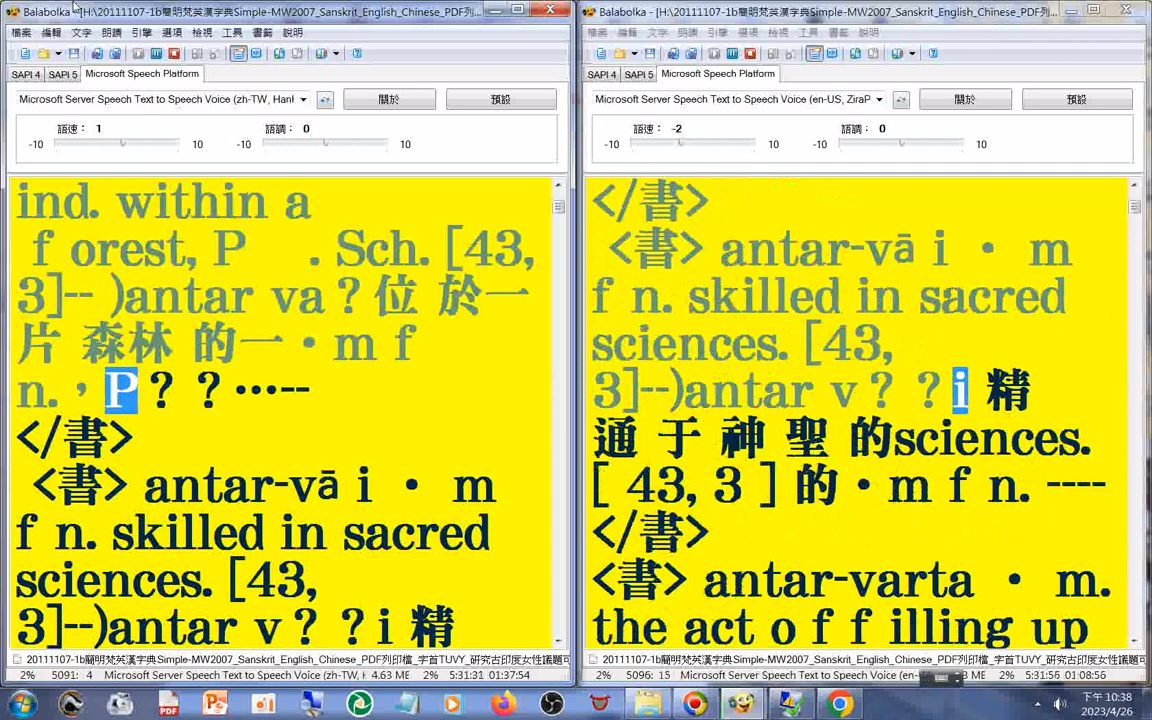 Balabolka - [H:\20111107-1b簡明梵英漢字典Simple-MW2007_Sanskrit_English_Chinese_PDF列...
檔案 編輯 文字 朗讀 引擎 選項 檢視 工具 書籤 說明
SAPI 4 SAPI 5 Microsoft Speech Platform
Microsoft Server Speech Text to Speech Voice (zh-TW, Hanl
關於 預設
語速： 1 語調： 0
-10 10 -10 10
ind. within a
f orest, P . Sch. [43,
3]-- )antar va？位 於一
片 森林 的一・m f
n.，P？？…--
</書>
<書> antar-vā i ・ m
f n. skilled in sacred
sciences. [43,
3]--)antar v？？i 精
20111107-1b簡明梵英漢字典Simple-MW2007_Sanskrit_English_Chinese_PDF列印檔_字首TUVY_研究古印度女性議題可
2% 5091: 4 Microsoft Server Speech Text to Speech Voice (zh-TW, H 4.63 MB 2% 5:31:31 01:37:54
Balabolka - [H:\20111107-1b簡明梵英漢字典Simple-MW2007_Sanskrit_English_Chinese_PDF列印...
檔案 編輯 文字 朗讀 引擎 選項 檢視 工具 書籤 說明
SAPI 4 SAPI 5 Microsoft Speech Platform
Microsoft Server Speech Text to Speech Voice (en-US, ZiraP
關於 預設
語速： -2 語調： 0
-10 10 -10 10
</書>
<書> antar-vā i ・ m
f n. skilled in sacred
sciences. [43,
3]--)antar v？？i 精
通 于 神 聖 的sciences.
[ 43, 3 ] 的・m f n. ----
</書>
<書> antar-varta ・ m.
the act o f f illing up
20111107-1b簡明梵英漢字典Simple-MW2007_Sanskrit_English_Chinese_PDF列印檔_字首TUVY_研究古印度女性議題可
2% 5096: 15 Microsoft Server Speech Text to Speech Voice 3 MB 2% 5:31:56 01:08:56
下午 10:38
2023/4/26